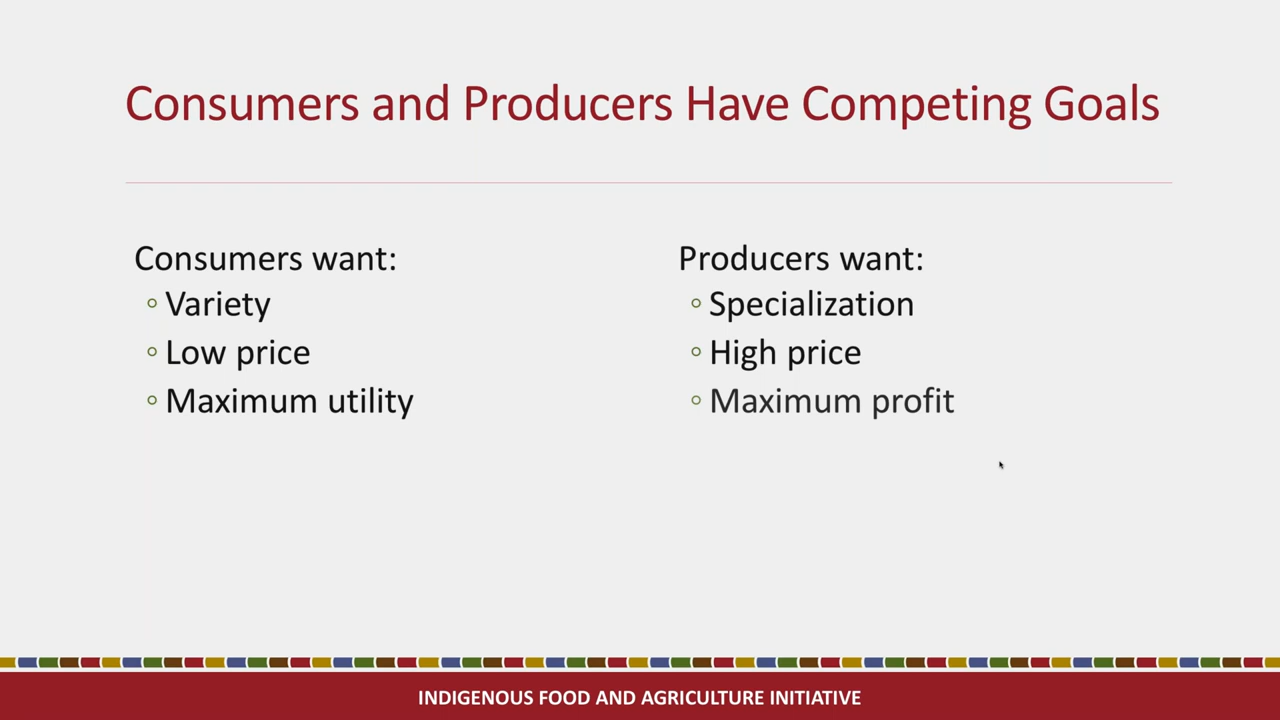 Consumers and Producers Have Competing Goals
Consumers want:
◦ Variety
◦ Low price
◦ Maximum utility
Producers want:
◦ Specialization
◦ High price
◦ Maximum profit
INDIGENOUS FOOD AND AGRICULTURE INITIATIVE